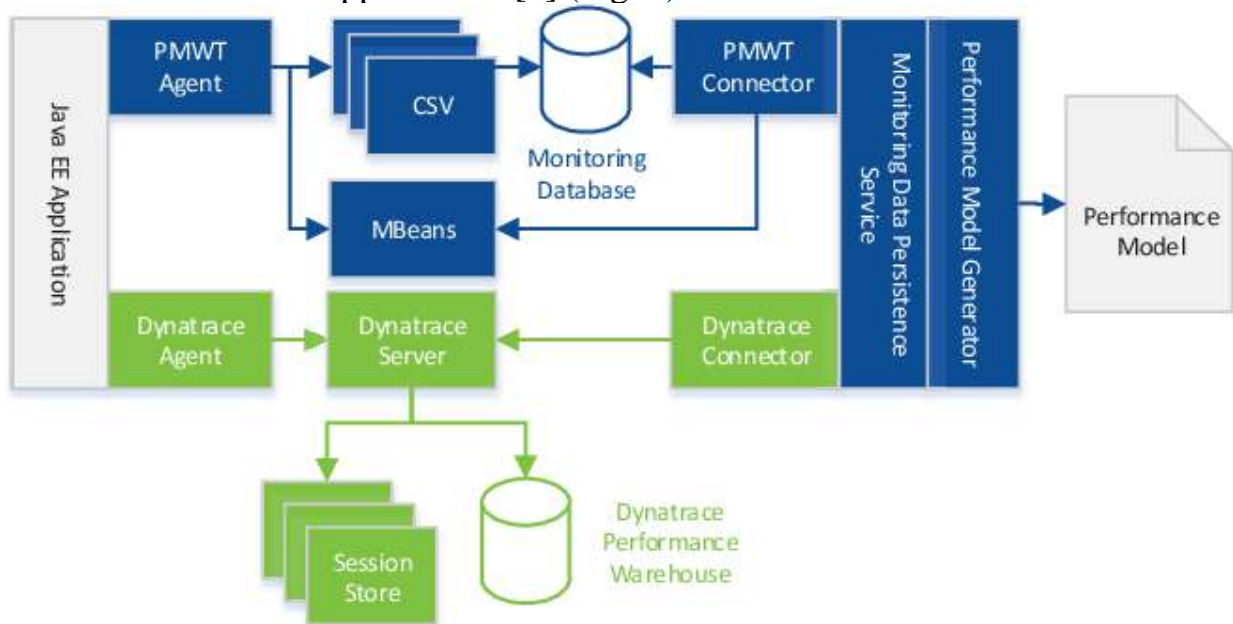 PMWT
Agent
CSV
Monitoring
Database
PMWT
Connector
MBeans
Java EE Application
Monitoring Data Persistence
Service
Performance Model Generator
Performance
Model
Dynatrace
Agent
Dynatrace
Server
Dynatrace
Connector
Session
Store
Dynatrace
Performance
Warehouse